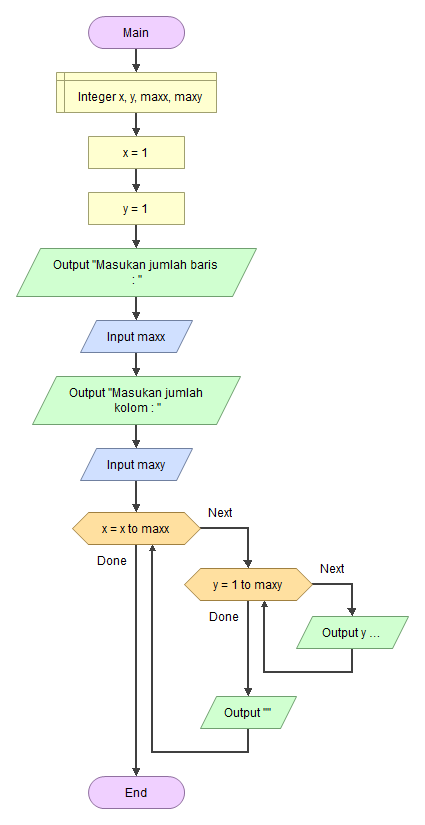 Main
Integer x, y, maxx, maxy
x = 1
y = 1
Output "Masukan jumlah baris
: "
Input maxx
Output "Masukan jumlah
kolom : "
Input maxy
x = x to maxx
Next
Done
y = 1 to maxy
Next
Done
Output y ...
Output ""
End